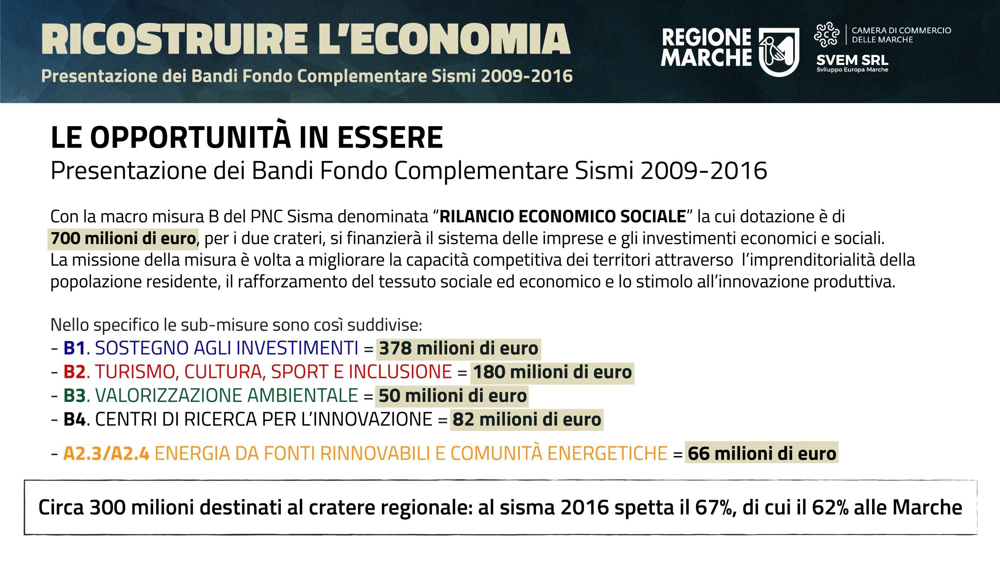 RICOSTRUIRE L’ECONOMIA
Presentazione dei Bandi Fondo Complementare Sismi 2009-2016
REGIONE
MARCHE
CAMERA DI COMMERCIO
DELLE MARCHE
SVEM SRL
Sviluppo Europa Marche
LE OPPORTUNITÀ IN ESSERE
Presentazione dei Bandi Fondo Complementare Sismi 2009-2016
Con la macro misura B del PNC Sisma denominata “RILANCIO ECONOMICO SOCIALE” la cui dotazione è di
700 milioni di euro, per i due crateri, si finanzierà il sistema delle imprese e gli investimenti economici e sociali.
La missione della misura è volta a migliorare la capacità competitiva dei territori attraverso l’imprenditorialità della
popolazione residente, il rafforzamento del tessuto sociale ed economico e lo stimolo all’innovazione produttiva.
Nello specifico le sub-misure sono così suddivise:
- B1. SOSTEGNO AGLI INVESTIMENTI = 378 milioni di euro
- B2. TURISMO, CULTURA, SPORT E INCLUSIONE = 180 milioni di euro
- B3. VALORIZZAZIONE AMBIENTALE = 50 milioni di euro
- B4. CENTRI DI RICERCA PER L’INNOVAZIONE = 82 milioni di euro
- A2.3/A2.4 ENERGIA DA FONTI RINNOVABILI E COMUNITÀ ENERGETICHE = 66 milioni di euro
Circa 300 milioni destinati al cratere regionale: al sisma 2016 spetta il 67%, di cui il 62% alle Marche